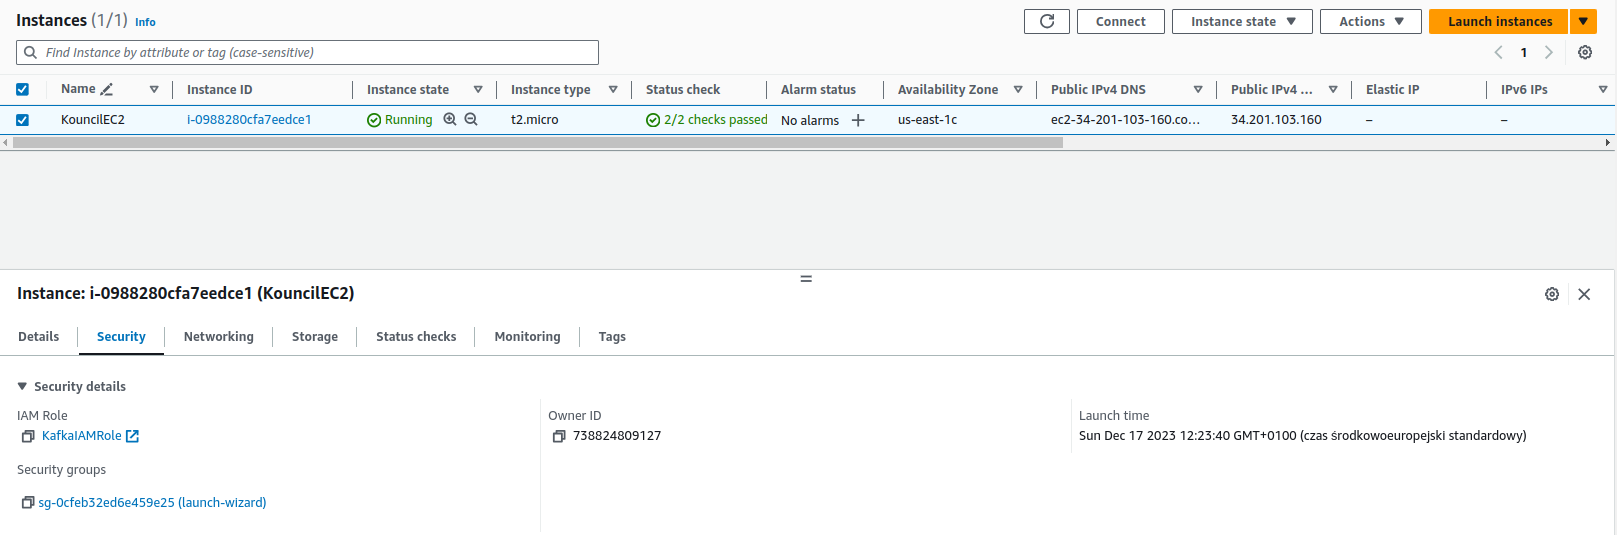 Instances (1/1) Info
Connect
Instance state
Actions
Launch instances
Find Instance by attribute or tag (case-sensitive)
1
Name Instance ID Instance state Instance type Status check Alarm status Availability Zone Public IPv4 DNS Public IPv4 ... Elastic IP IPv6 IPs
KouncilEC2 i-0988280cfa7eedce1 Running t2.micro 2/2 checks passed No alarms + us-east-1c ec2-34-201-103-160.co... 34.201.103.160 – –
Instance: i-0988280cfa7eedce1 (KouncilEC2)
Details Security Networking Storage Status checks Monitoring Tags
Security details
IAM Role
KafkaIAMRole
Owner ID
738824809127
Launch time
Sun Dec 17 2023 12:23:40 GMT+0100 (czas środkowoeuropejski standardowy)
Security groups
sg-0cfeb32ed6e459e25 (launch-wizard)